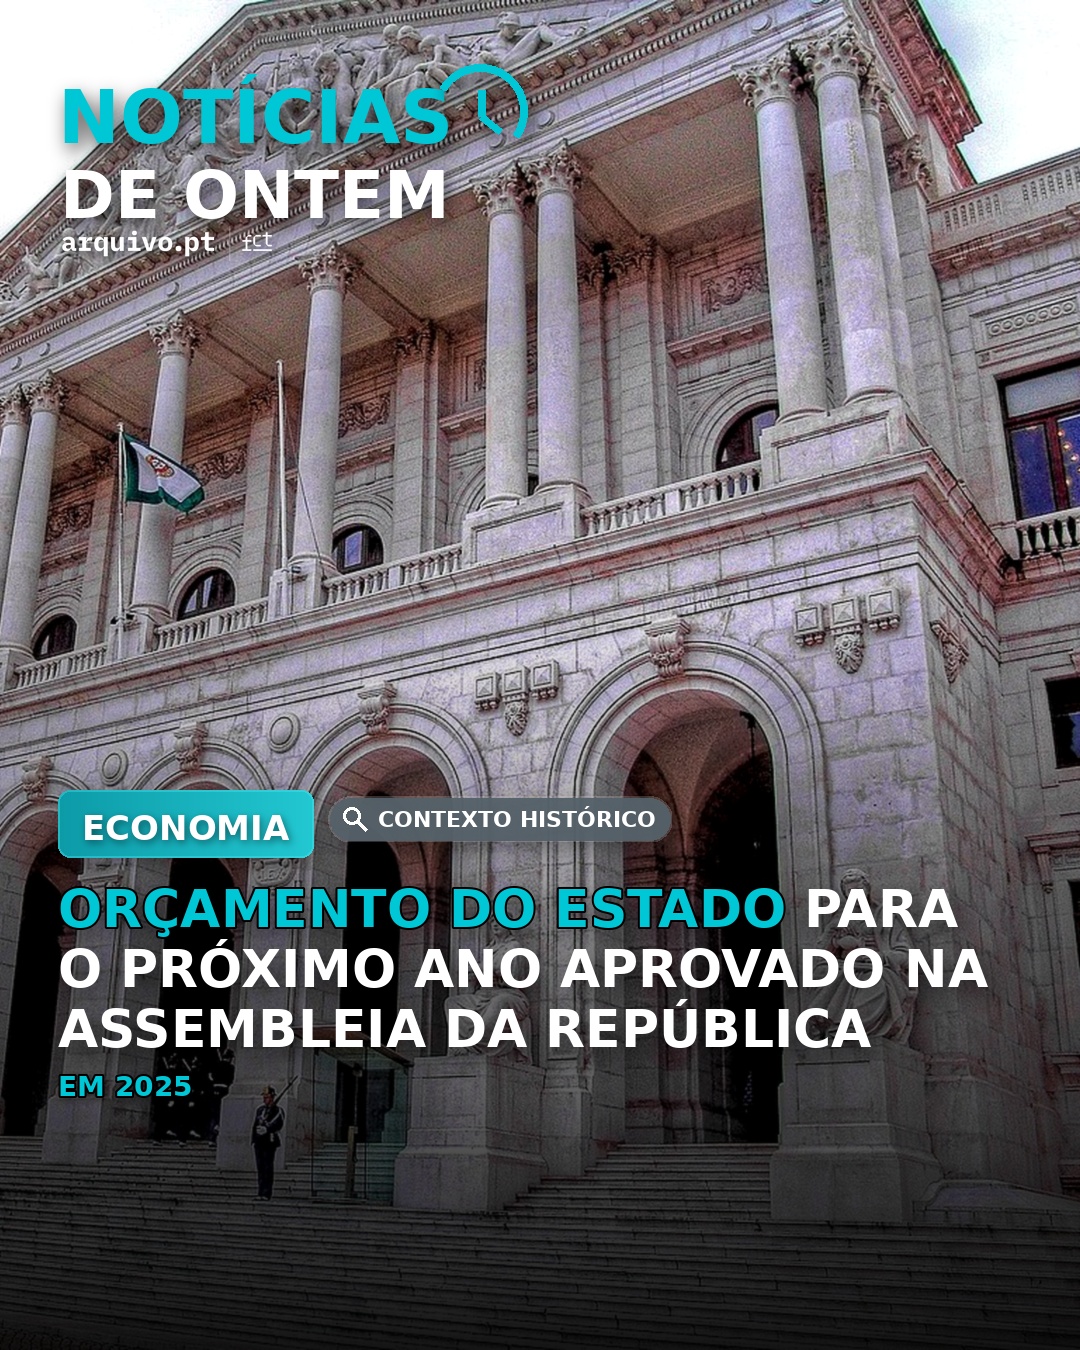 NOTÍCIAS
DE ONTEM
arquivo.pt fct
ECONOMIA
CONTEXTO HISTÓRICO
ORÇAMENTO DO ESTADO PARA
O PRÓXIMO ANO APROVADO NA
ASSEMBLEIA DA REPÚBLICA
EM 2025